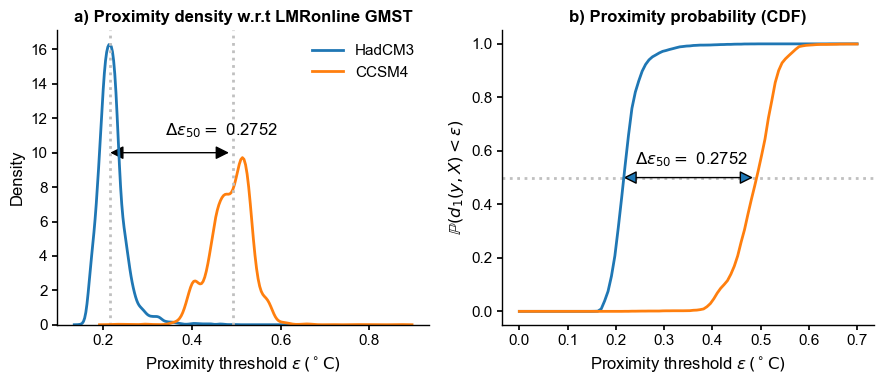 a) Proximity density w.r.t LMRonline GMST
16
14
12
10
8
6
4
2
0
Density
HadCM3
CCSM4
Δε50 = 0.2752
0.2
0.4
0.6
0.8
Proximity threshold ε (°C)
b) Proximity probability (CDF)
1.0
0.8
0.6
0.4
0.2
0.0
ℙ(d1(y, X) < ε)
Δε50 = 0.2752
0.0
0.1
0.2
0.3
0.4
0.5
0.6
0.7
Proximity threshold ε (°C)